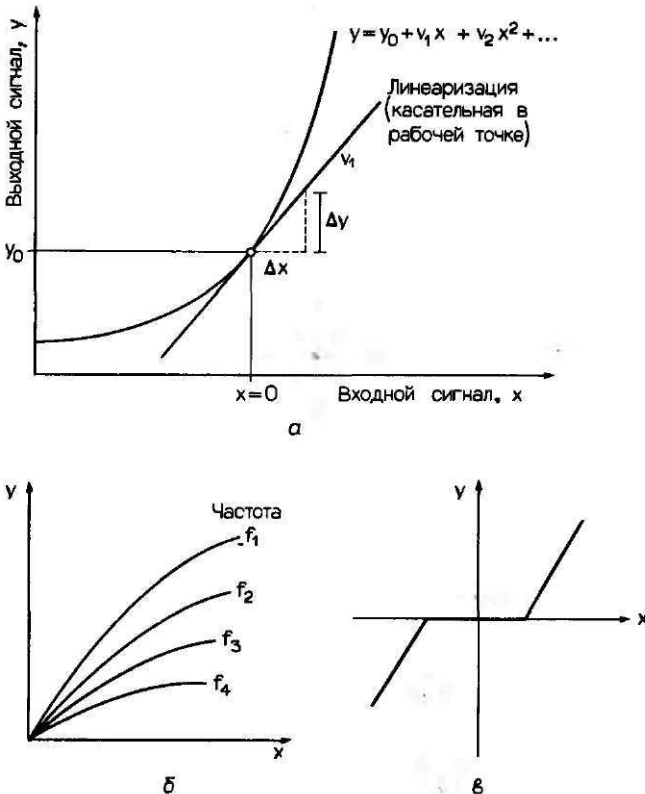 y = y₀ + v₁x + v₂x² + ...
Выходной сигнал, y
Линеаризация
(касательная в
рабочей точке)
v₁
Δy
y₀
Δx
x=0
Входной сигнал, x
а
y
Частота
f₁
f₂
f₃
f₄
x
б
y
x
в